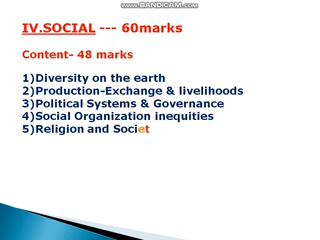 www.BANDICAM.com
IV.SOCIAL --- 60marks
Content- 48 marks
1)Diversity on the earth
2)Production-Exchange & livelihoods
3)Political Systems & Governance
4)Social Organization inequities
5)Religion and Societ